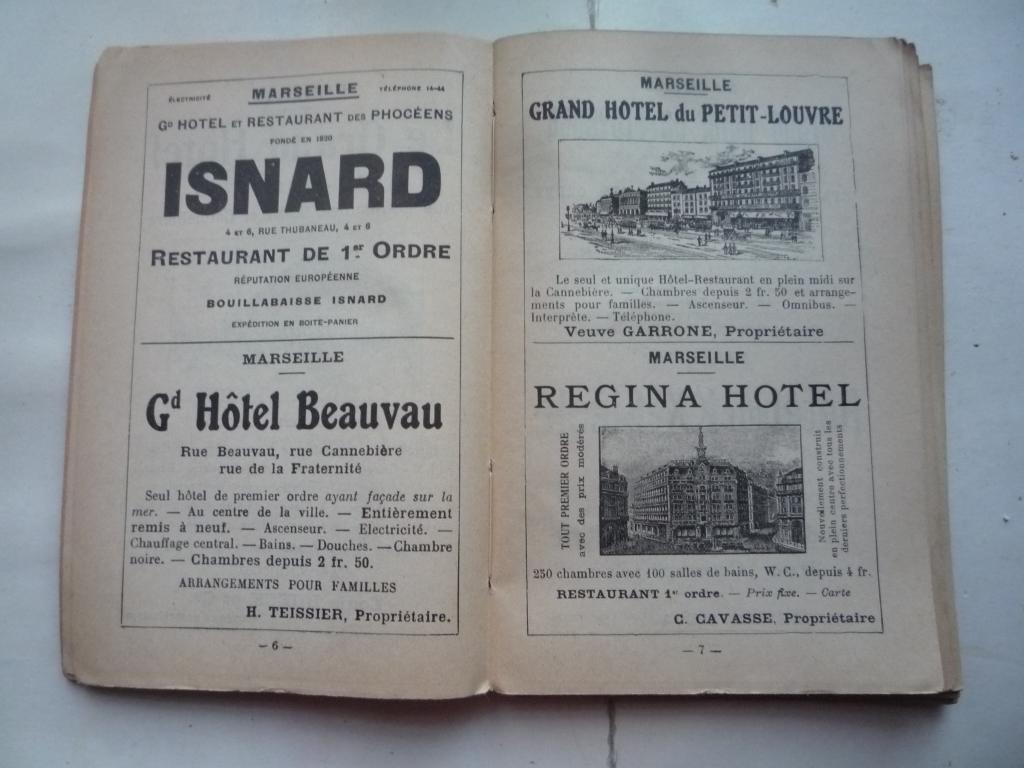 ÉLECTRICITÉ MARSEILLE TÉLÉPHONE 14-44
GD HOTEL ET RESTAURANT DES PHOCÉENS
FONDÉ EN 1820
ISNARD
4 ET 6, RUE THUBANEAU, 4 ET 6
RESTAURANT DE 1er ORDRE
RÉPUTATION EUROPÉENNE
BOUILLABAISSE ISNARD
EXPÉDITION EN BOITE-PANIER
MARSEILLE
Gd Hôtel Beauvau
Rue Beauvau, rue Cannebière
rue de la Fraternité
Seul hôtel de premier ordre ayant façade sur la
mer. — Au centre de la ville. — Entièrement
remis à neuf. — Ascenseur. — Electricité. —
Chauffage central. — Bains. — Douches. — Chambre
noire. — Chambres depuis 2 fr. 50.
ARRANGEMENTS POUR FAMILLES
H. TEISSIER, Propriétaire.
— 6 —
MARSEILLE
GRAND HOTEL du PETIT-LOUVRE
Le seul et unique Hôtel-Restaurant en plein midi sur
la Cannebière. — Chambres depuis 2 fr. 50 et arrange-
ments pour familles. — Ascenseur. — Omnibus. —
Interprète. — Téléphone.
Veuve GARRONE, Propriétaire
MARSEILLE
REGINA HOTEL
TOUT PREMIER ORDRE
avec des prix modérés
Nouvellement construit
en plein centre avec tous les
derniers perfectionnements
250 chambres avec 100 salles de bains, W. C., depuis 4 fr.
RESTAURANT 1er ordre. — Prix fixe. — Carte
C. CAVASSE, Propriétaire
— 7 —